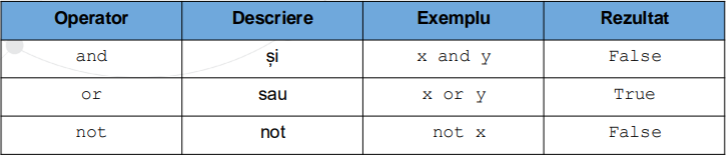 Operator Descriere Exemplu Rezultat
and și x and y False
or sau x or y True
not not not x False